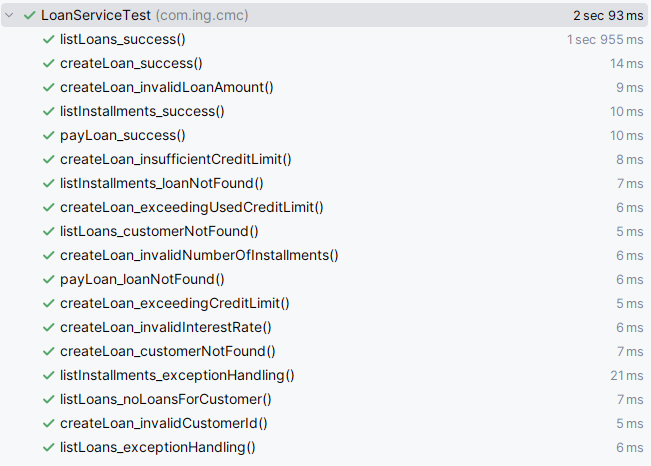 LoanServiceTest (com.ing.cmc) 2 sec 93 ms
listLoans_success() 1 sec 955 ms
createLoan_success() 14 ms
createLoan_invalidLoanAmount() 9 ms
listInstallments_success() 10 ms
payLoan_success() 10 ms
createLoan_insufficientCreditLimit() 8 ms
listInstallments_loanNotFound() 7 ms
createLoan_exceedingUsedCreditLimit() 6 ms
listLoans_customerNotFound() 5 ms
createLoan_invalidNumberOfInstallments() 6 ms
payLoan_loanNotFound() 6 ms
createLoan_exceedingCreditLimit() 5 ms
createLoan_invalidInterestRate() 6 ms
createLoan_customerNotFound() 7 ms
listInstallments_exceptionHandling() 21 ms
listLoans_noLoansForCustomer() 7 ms
createLoan_invalidCustomerId() 5 ms
listLoans_exceptionHandling() 6 ms